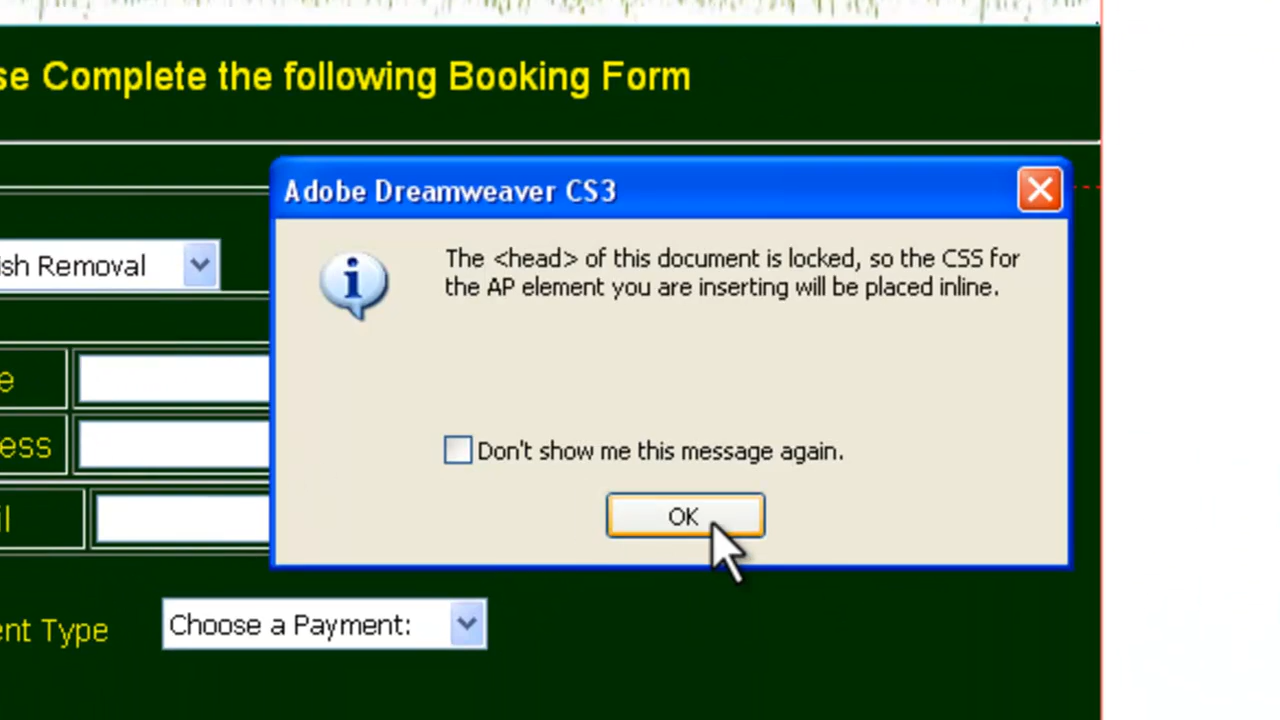 se Complete the following Booking Form
Adobe Dreamweaver CS3
The <head> of this document is locked, so the CSS for
the AP element you are inserting will be placed inline.
ish Removal
e
ess
Don't show me this message again.
il
OK
ent Type
Choose a Payment: